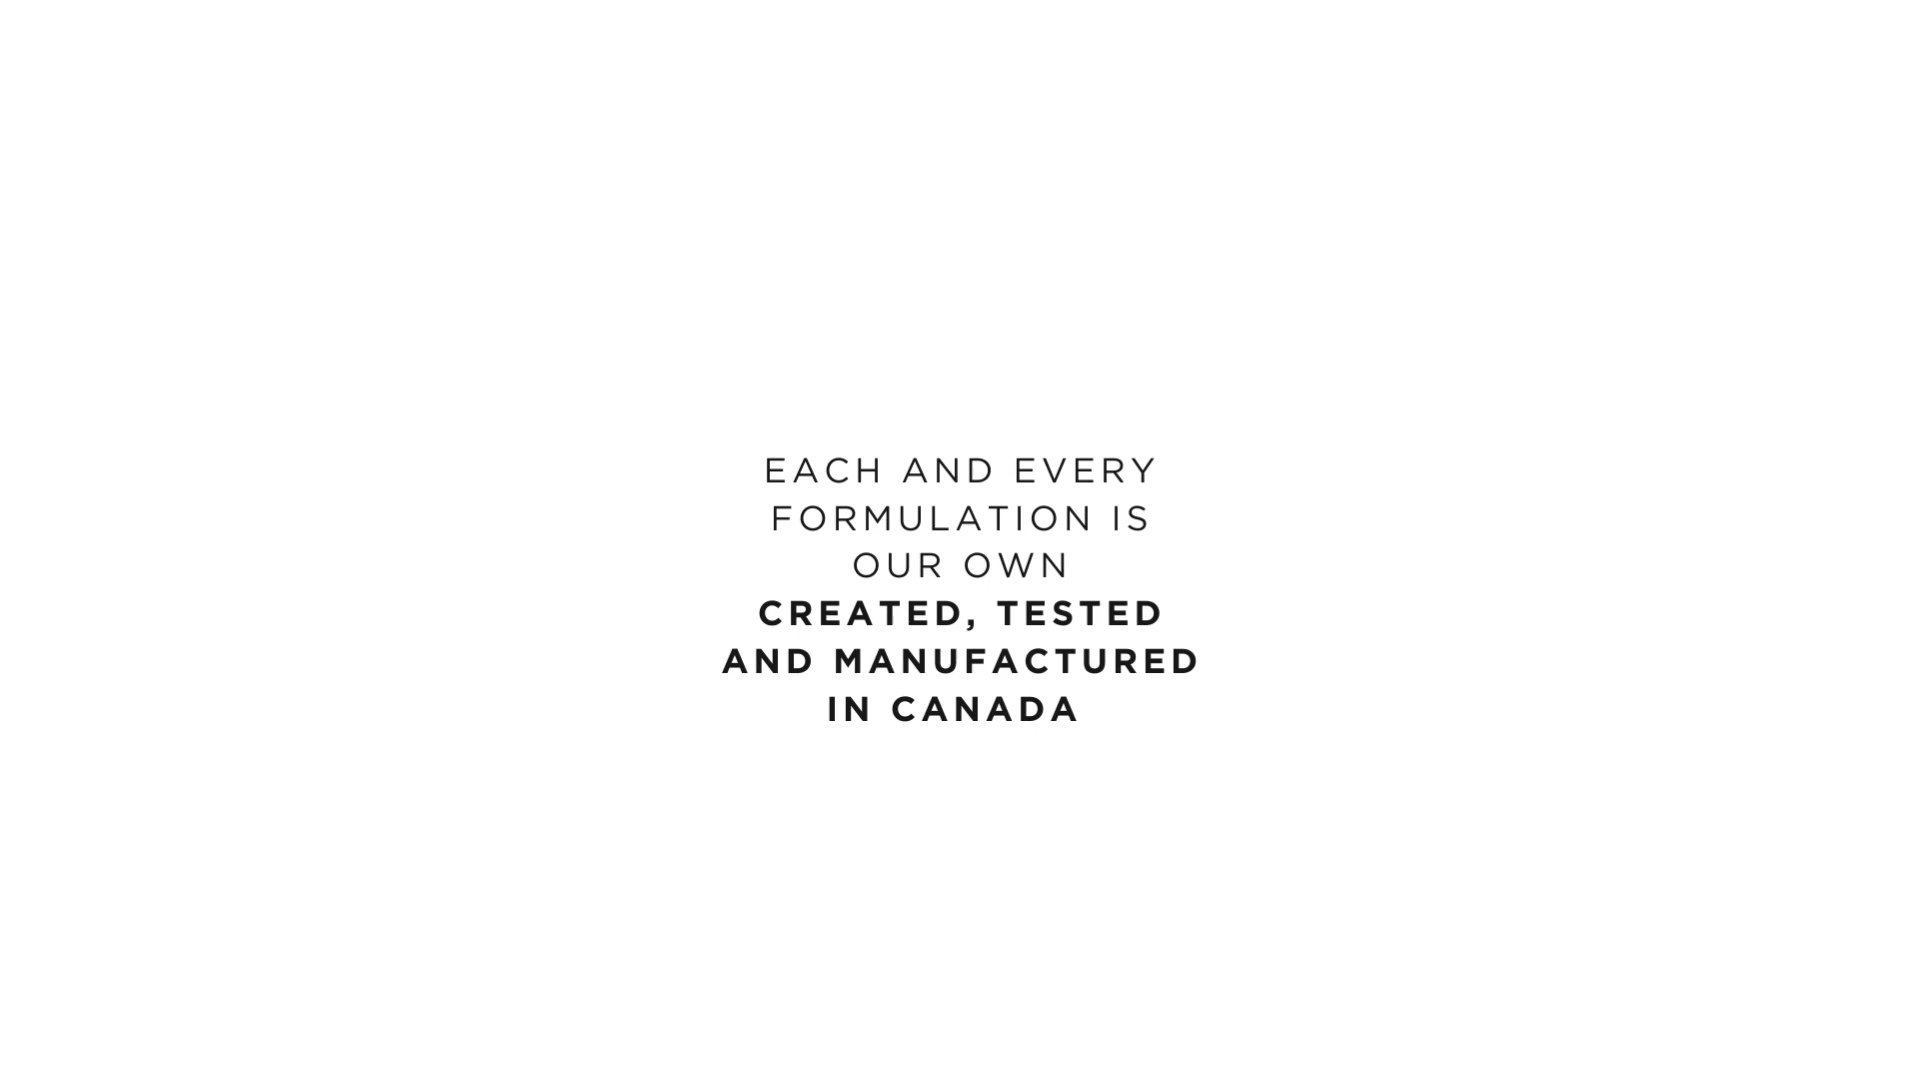 EACH AND EVERY
FORMULATION IS
OUR OWN
CREATED, TESTED
AND MANUFACTURED
IN CANADA